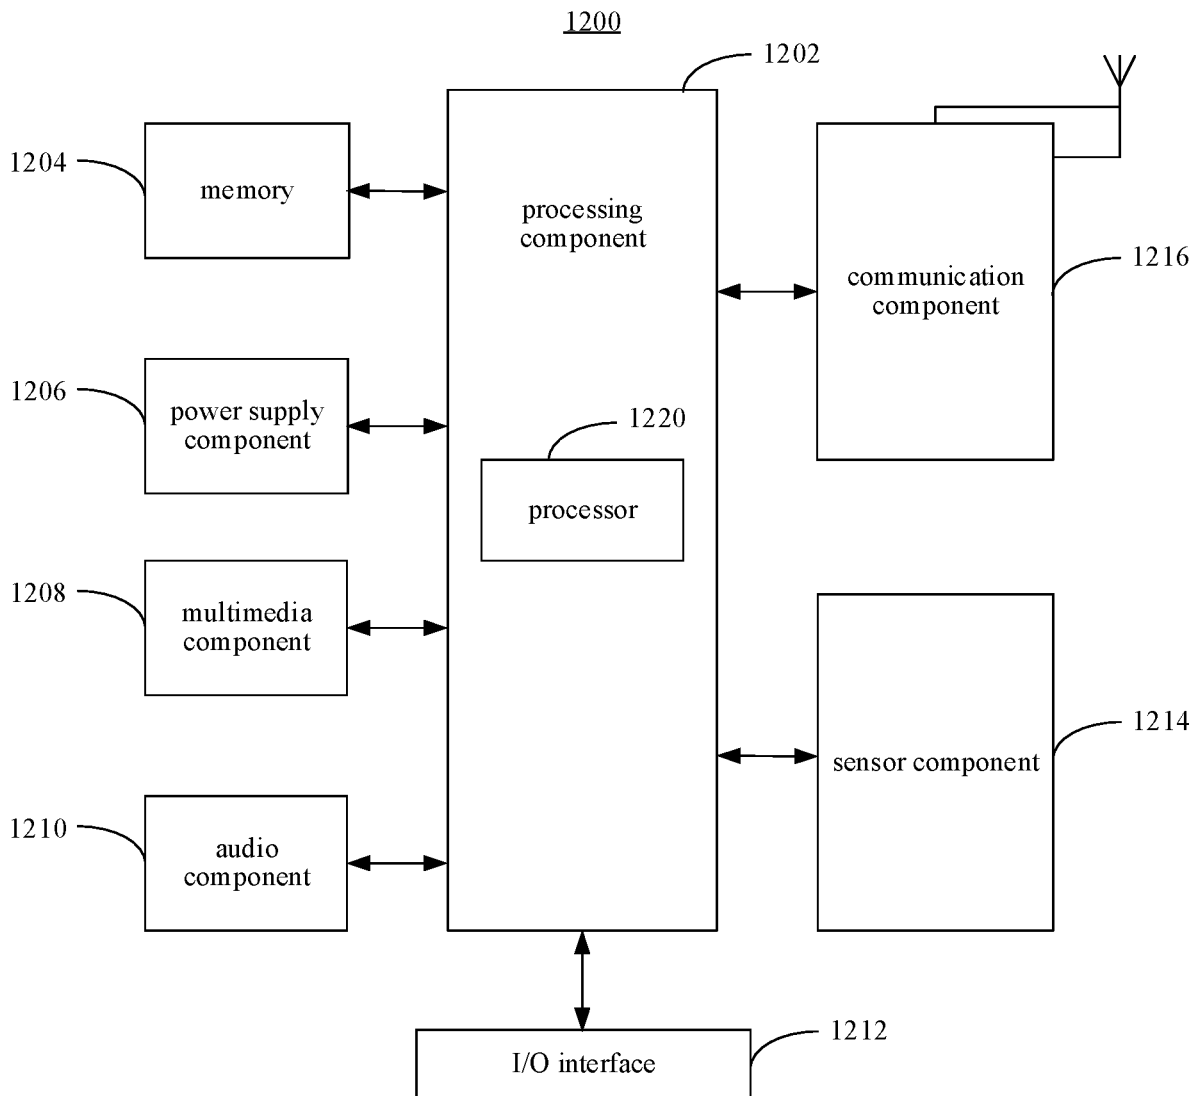 1200
1202
1204
memory
processing
component
communication
component
1216
1206
power supply
component
1220
processor
1208
multimedia
component
1214
sensor component
1210
audio
component
1212
I/O interface